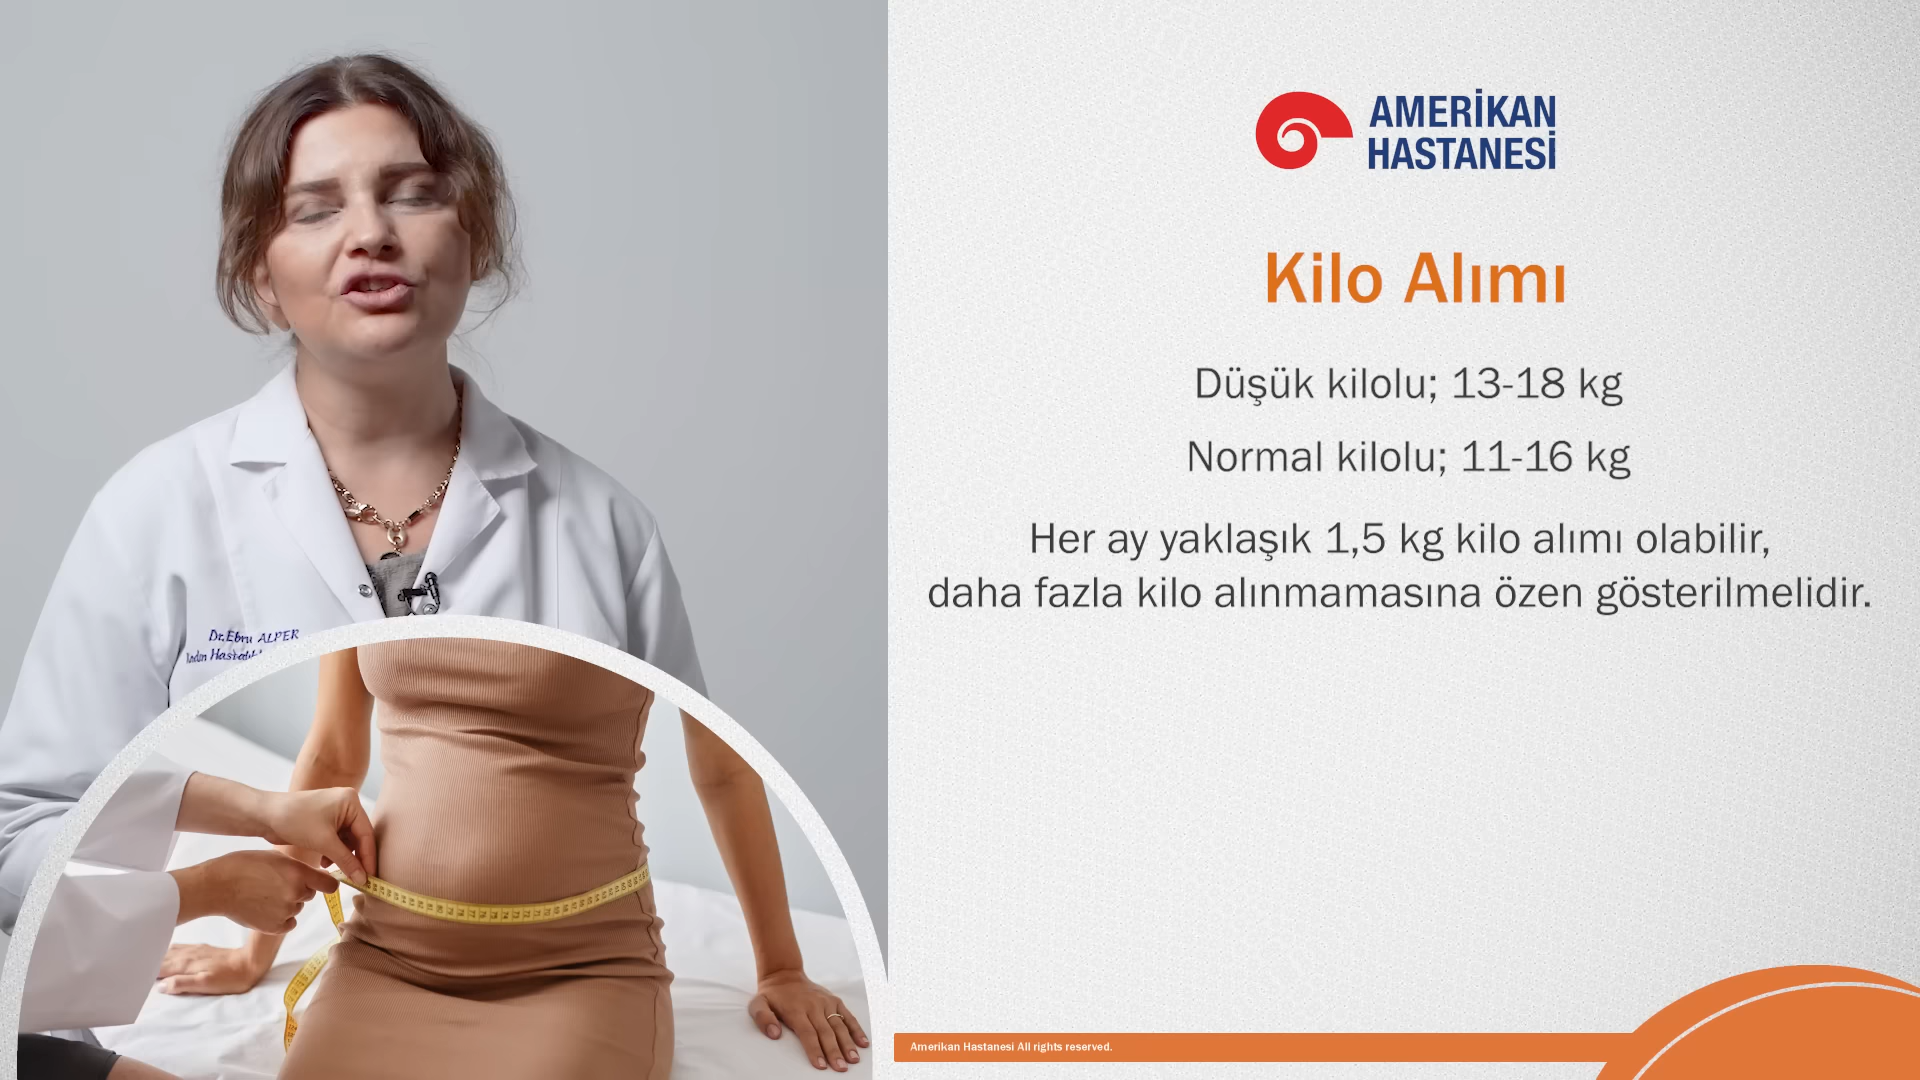 AMERİKAN
HASTANESİ
Kilo Alımı
Düşük kilolu; 13-18 kg
Normal kilolu; 11-16 kg
Her ay yaklaşık 1,5 kg kilo alımı olabilir,
daha fazla kilo alınmamasına özen gösterilmelidir.
Dr. Ebru ALPER
Amerikan Hastanesi All rights reserved.